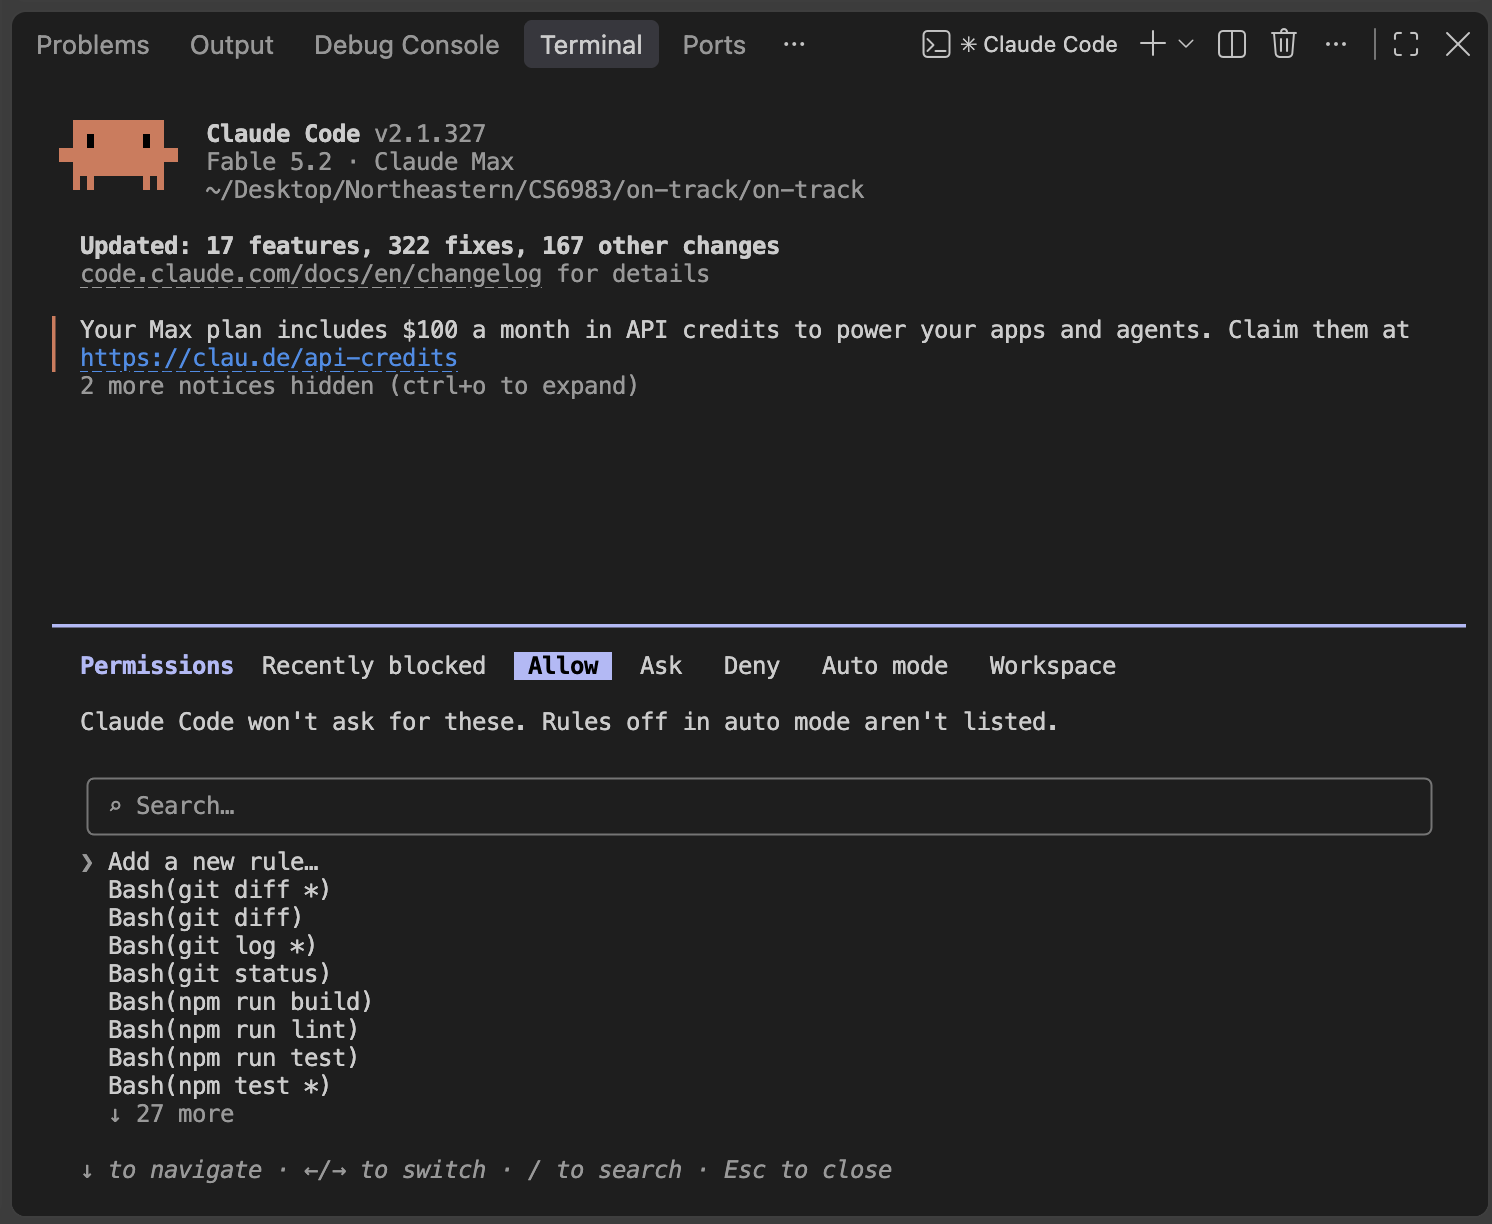 Problems Output Debug Console Terminal Ports ··· ✳ Claude Code
Claude Code v2.1.327
Fable 5.2 · Claude Max
~/Desktop/Northeastern/CS6983/on-track/on-track
Updated: 17 features, 322 fixes, 167 other changes
code.claude.com/docs/en/changelog for details
Your Max plan includes $100 a month in API credits to power your apps and agents. Claim them at
https://clau.de/api-credits
2 more notices hidden (ctrl+o to expand)
Permissions Recently blocked Allow Ask Deny Auto mode Workspace
Claude Code won't ask for these. Rules off in auto mode aren't listed.
⌕ Search…
❯ Add a new rule…
Bash(git diff *)
Bash(git diff)
Bash(git log *)
Bash(git status)
Bash(npm run build)
Bash(npm run lint)
Bash(npm run test)
Bash(npm test *)
↓ 27 more
↓ to navigate · ←/→ to switch · / to search · Esc to close